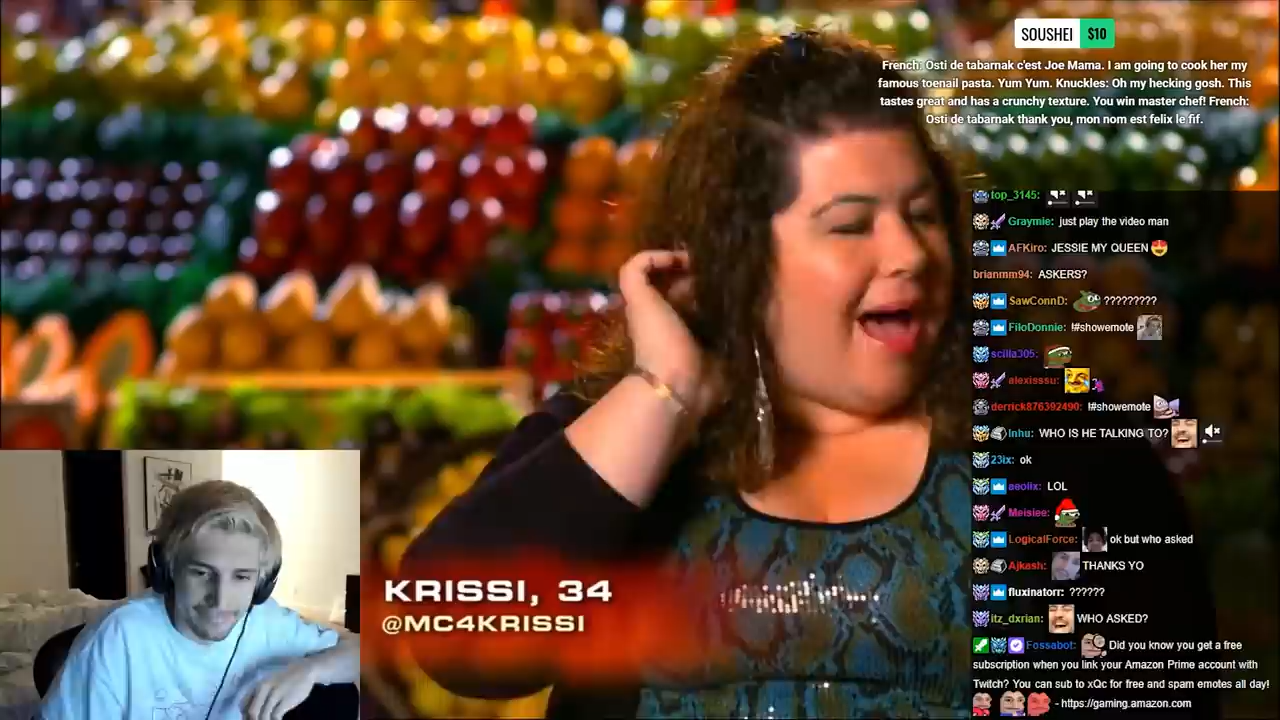 SOUSHEI $10
French: Osti de tabarnak c'est Joe Mama. I am going to cook her my
famous toenail pasta. Yum Yum. Knuckles: Oh my hecking gosh. This
tastes great and has a crunchy texture. You win master chef! French:
Osti de tabarnak thank you, mon nom est felix le fif.
top_3145:
Graymie: just play the video man
AFKiro: JESSIE MY QUEEN
brianmm94: ASKERS?
SawConnD: ?????????
FiloDonnie: !#showemote
scilla305:
alexisssu:
derrick876392490: !#showemote
Inhu: WHO IS HE TALKING TO?
23ix: ok
aeolix: LOL
Meislee:
LogicalForce: ok but who asked
Ajkash: THANKS YO
fluxinatorr: ??????
itz_dxrian: WHO ASKED?
Fossabot: Did you know you get a free
subscription when you link your Amazon Prime account with
Twitch? You can sub to xQc for free and spam emotes all day!
- https://gaming.amazon.com
KRISSI, 34
@MC4KRISSI